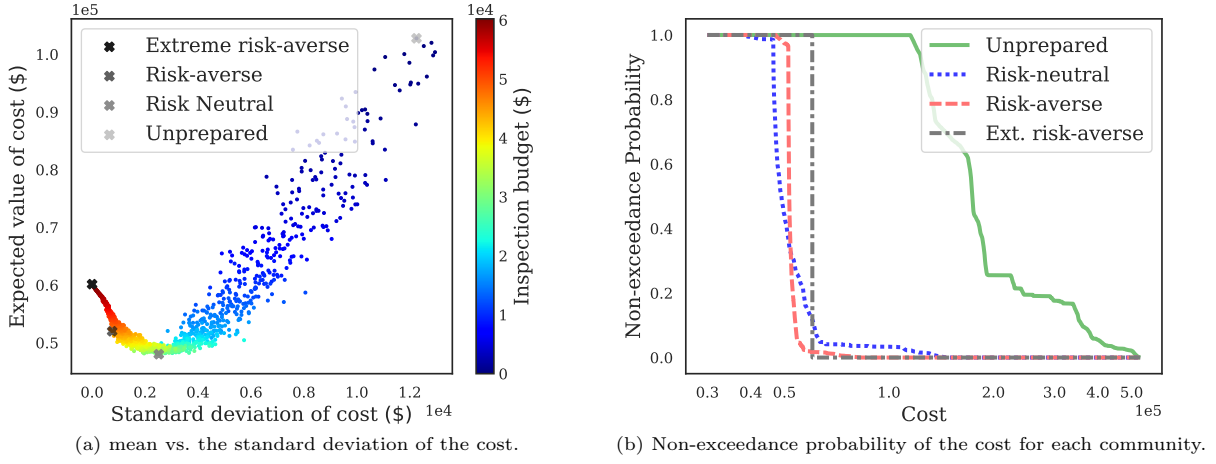 1e5
Expected value of cost ($)
1.0
0.9
0.8
0.7
0.6
0.5
Extreme risk-averse
Risk-averse
Risk Neutral
Unprepared
0.0 0.2 0.4 0.6 0.8 1.0 1.2
1e4
Standard deviation of cost ($)
1e4
6
5
4
3
2
1
0
Inspection budget ($)
(a) mean vs. the standard deviation of the cost.
Non-exceedance Probability
1.0
0.8
0.6
0.4
0.2
0.0
Unprepared
Risk-neutral
Risk-averse
Ext. risk-averse
0.3 0.4 0.5 1.0 2.0 3.0 4.0 5.0
1e5
Cost
(b) Non-exceedance probability of the cost for each community.